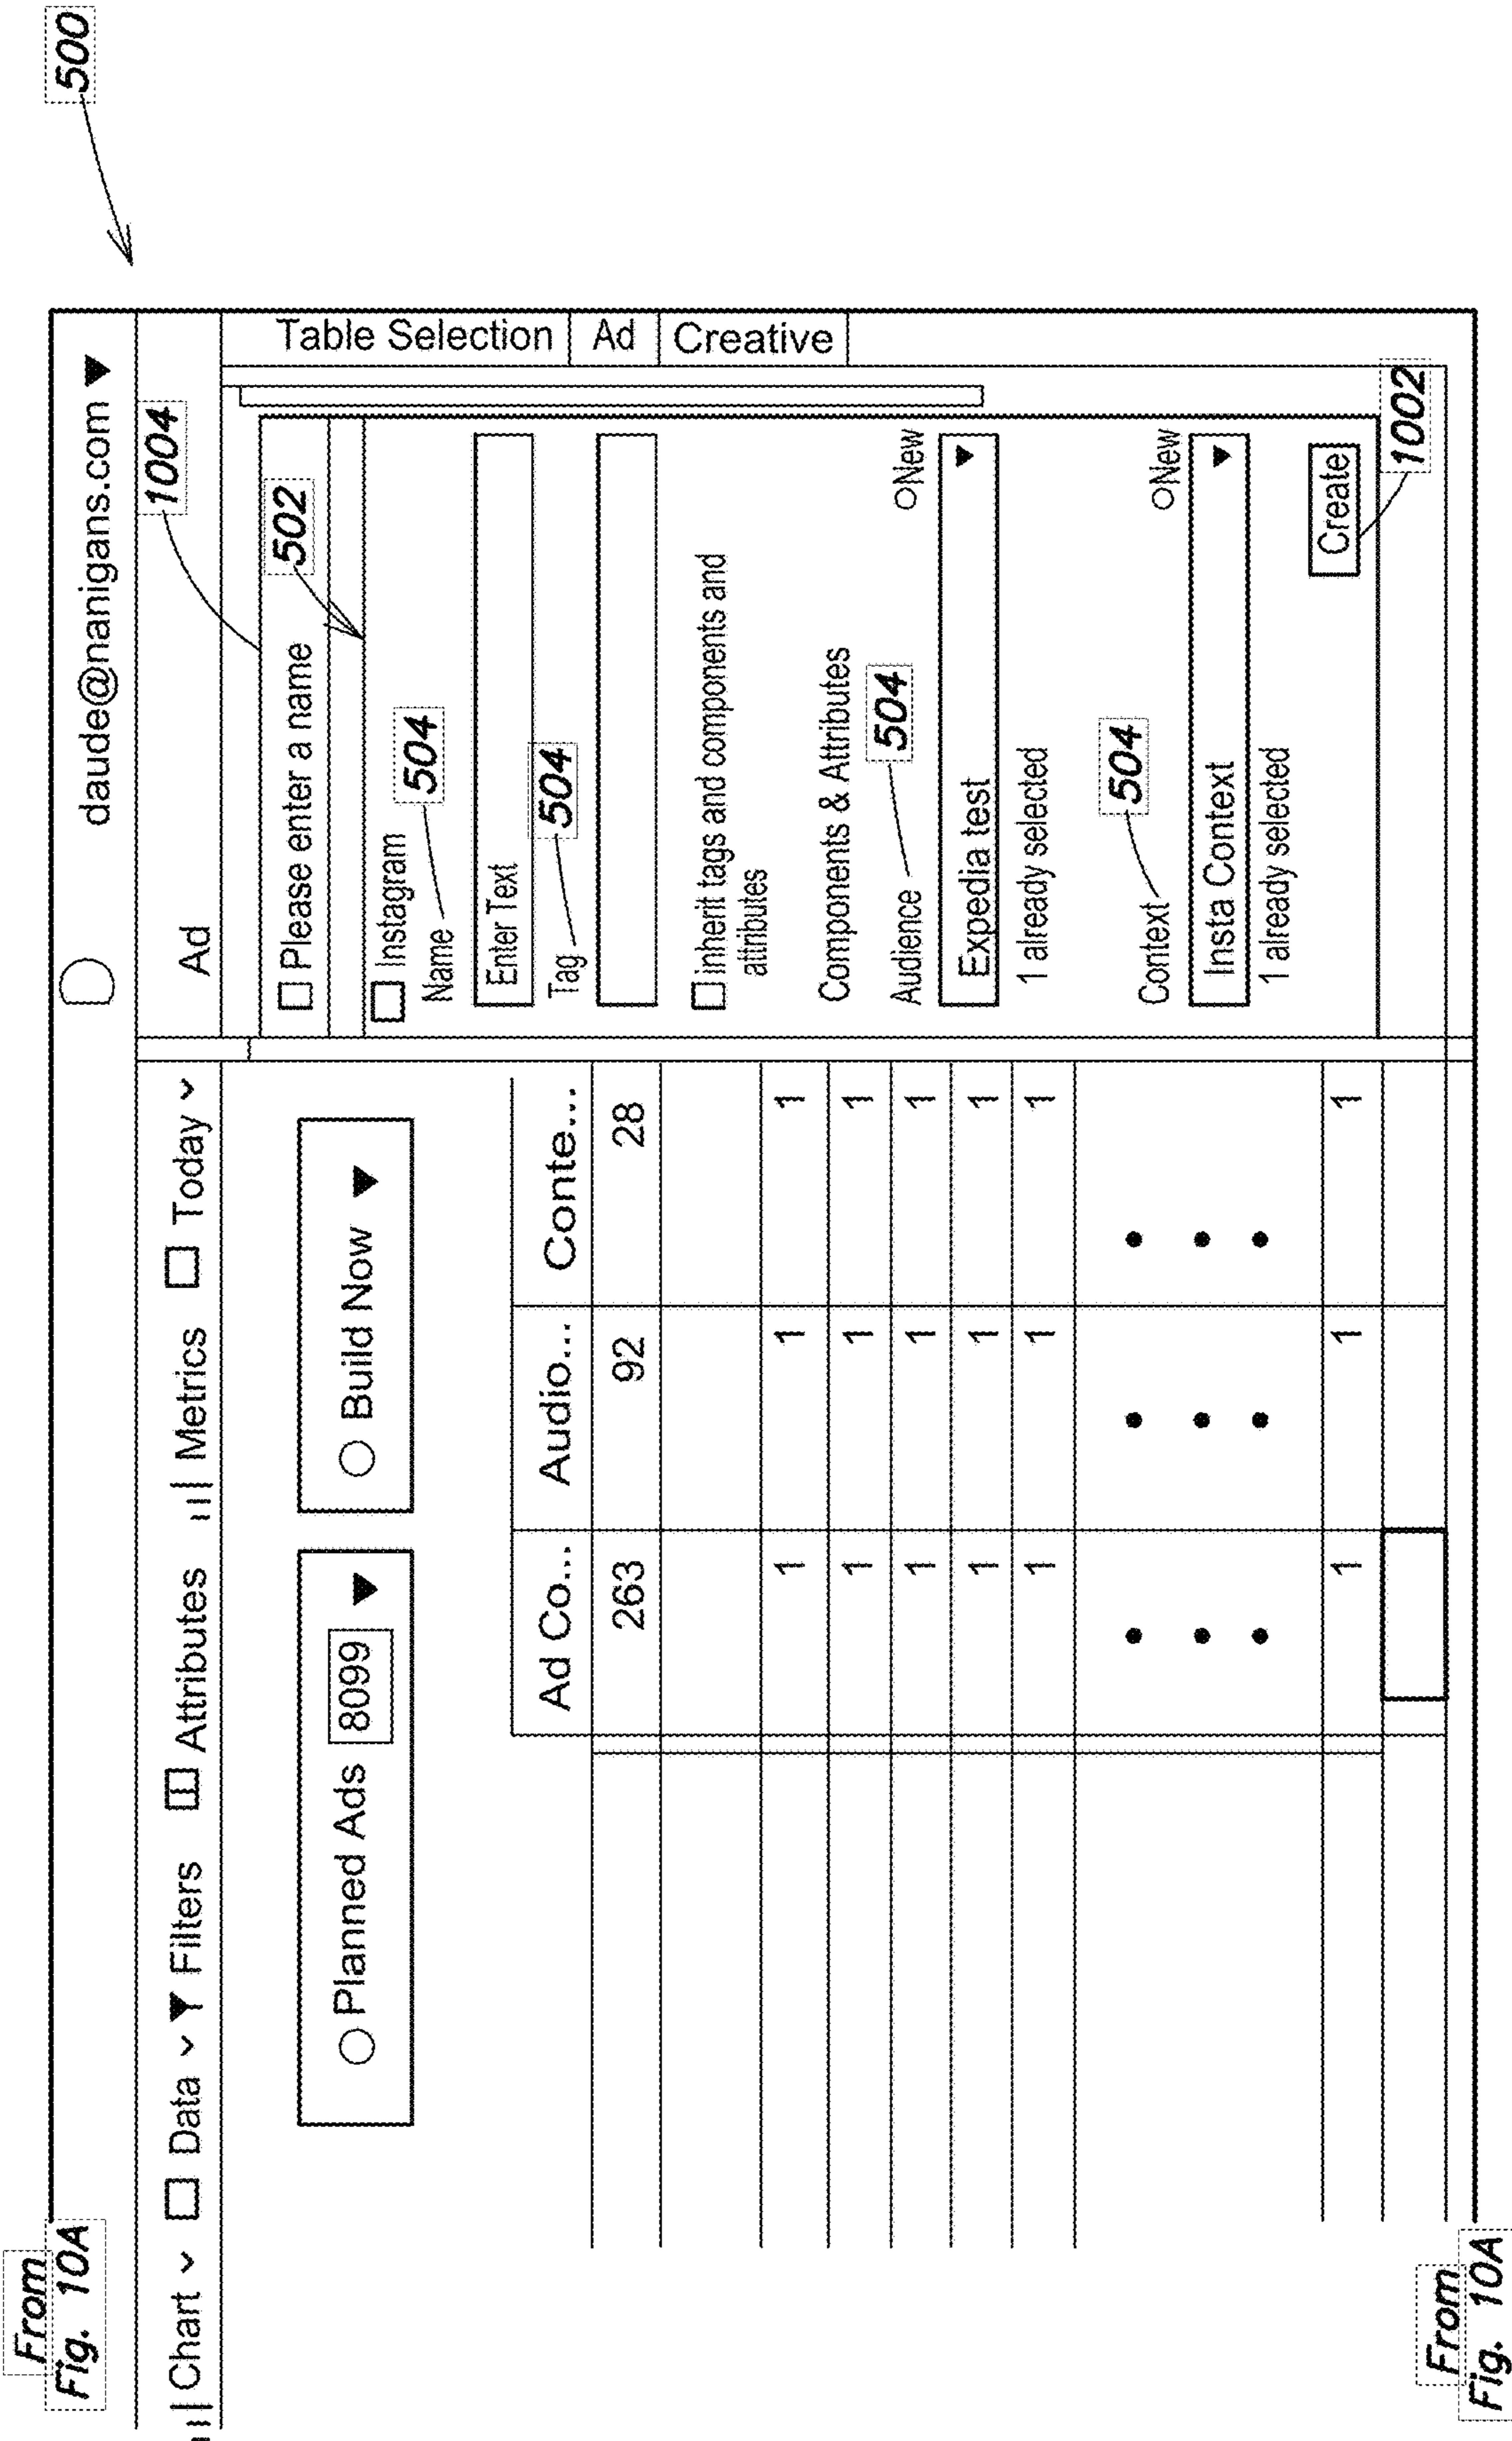 500
From
Fig. 10A
daude@nanigans.com ▼
Chart ⌄ Data ⌄ Filters Attributes Metrics Today ⌄
Ad
1004
Planned Ads 8099 ▼
Build Now ▼
Ad Co... Audio... Conte...
263 92 28
1 1 1
1 1 1
1 1 1
1 1 1
1 1 1
1 1 1
Table Selection
Ad
Creative
Please enter a name
502
Instagram
Name
504
Enter Text
Tag
504
inherit tags and components and
attributes
Components & Attributes
Audience
504
New
Expedia test ▼
1 already selected
Context
504
New
Insta Context ▼
1 already selected
Create
1002
From
Fig. 10A